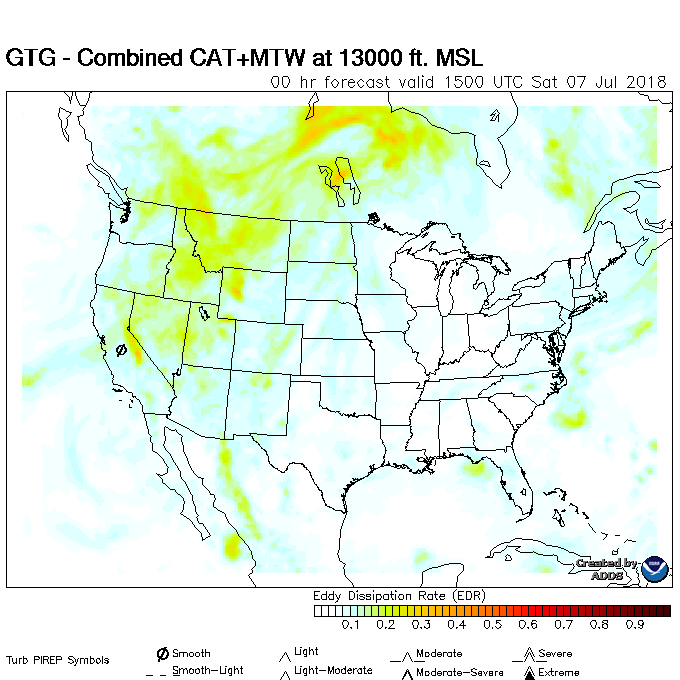 GTG - Combined CAT+MTW at 13000 ft. MSL
00 hr forecast valid 1500 UTC Sat 07 Jul 2018
Created by
ADDS
Eddy Dissipation Rate (EDR)
0.1 0.2 0.3 0.4 0.5 0.6 0.7 0.8 0.9
Turb PIREP Symbols
Smooth Light Moderate Severe
Smooth-Light Light-Moderate Moderate-Severe Extreme